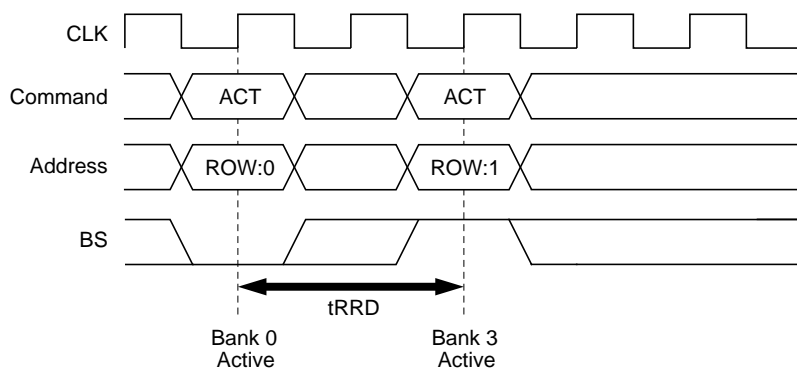 CLK
Command ACT ACT
Address ROW:0 ROW:1
BS
tRRD
Bank 0 Bank 3
Active Active